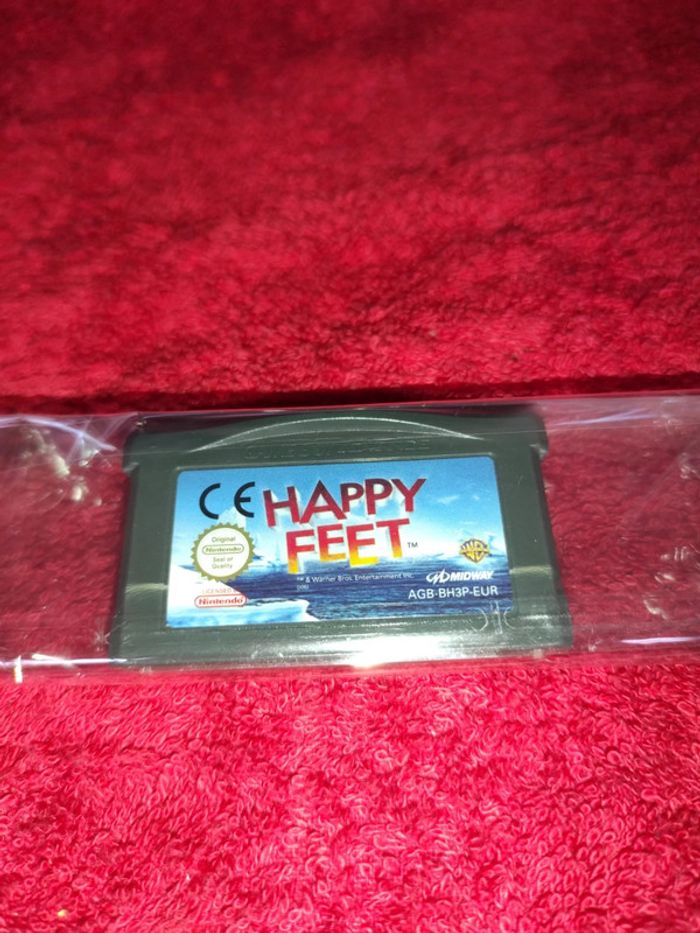 GAME BOY ADVANCE
CE HAPPY
FEET™
Original
Nintendo
Seal of
Quality
™ & Warner Bros. Entertainment Inc.
WB
MIDWAY
LICENSED BY
Nintendo
AGB-BH3P-EUR